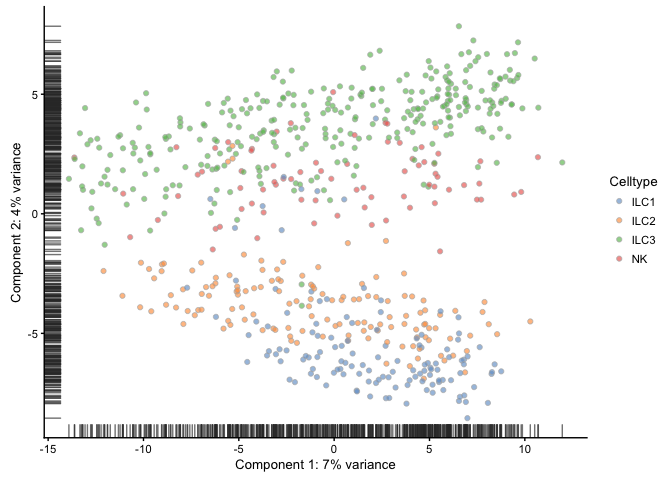 Component 2: 4% variance
5
0
-5
-15
-10
-5
0
5
10
Component 1: 7% variance
Celltype
ILC1
ILC2
ILC3
NK